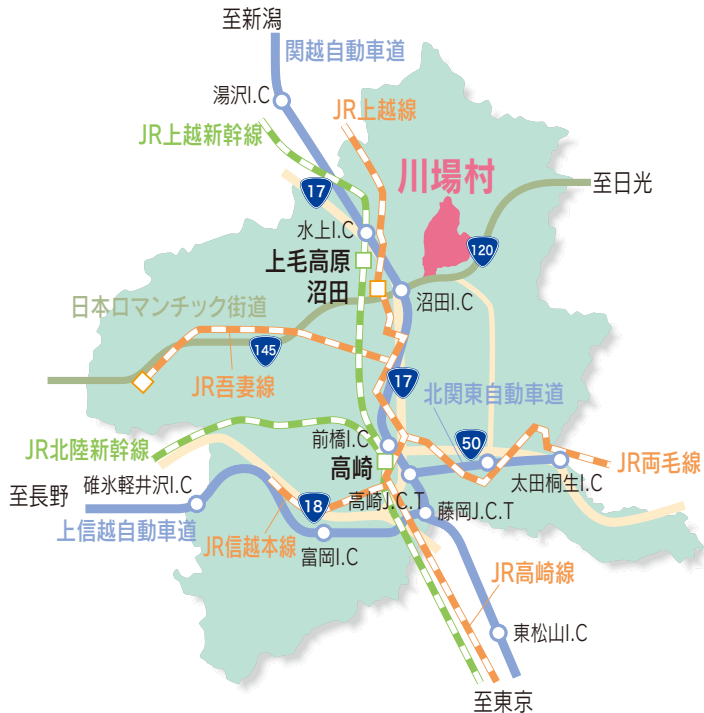 至新潟
関越自動車道
湯沢I.C
JR上越線
JR上越新幹線
川場村
至日光
17
水上I.C
120
上毛高原
沼田
沼田I.C
日本ロマンチック街道
145
JR吾妻線
17
北関東自動車道
前橋I.C
50
JR北陸新幹線
高崎
JR両毛線
太田桐生I.C
至長野
碓氷軽井沢I.C
高崎J.C.T
18
藤岡J.C.T
上信越自動車道
JR信越本線
富岡I.C
JR高崎線
東松山I.C
至東京